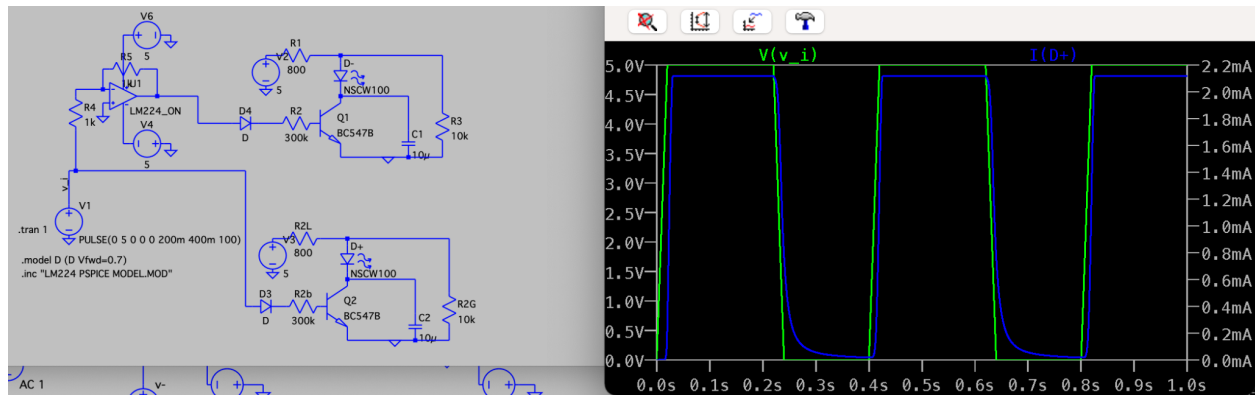 V6
5
R5
1k
U1
LM224_ON
R4
1k
V4
5
v_i
V1
.tran 1
PULSE(0 5 0 0 0 200m 400m 100)
.model D (D Vfwd=0.7)
.inc "LM224 PSPICE MODEL.MOD"
R1
V2
800
5
D-
NSCW100
D4
D
R2
300k
Q1
BC547B
C1
10µ
R3
10k
R2L
V3
800
5
D+
NSCW100
D3
D
R2b
300k
Q2
BC547B
C2
10µ
R2G
10k
AC 1
v-
V(v_i)
I(D+)
5.0V
4.5V
4.0V
3.5V
3.0V
2.5V
2.0V
1.5V
1.0V
0.5V
0.0V
2.2mA
2.0mA
1.8mA
1.6mA
1.4mA
1.2mA
1.0mA
0.8mA
0.6mA
0.4mA
0.2mA
0.0mA
0.0s 0.1s 0.2s 0.3s 0.4s 0.5s 0.6s 0.7s 0.8s 0.9s 1.0s